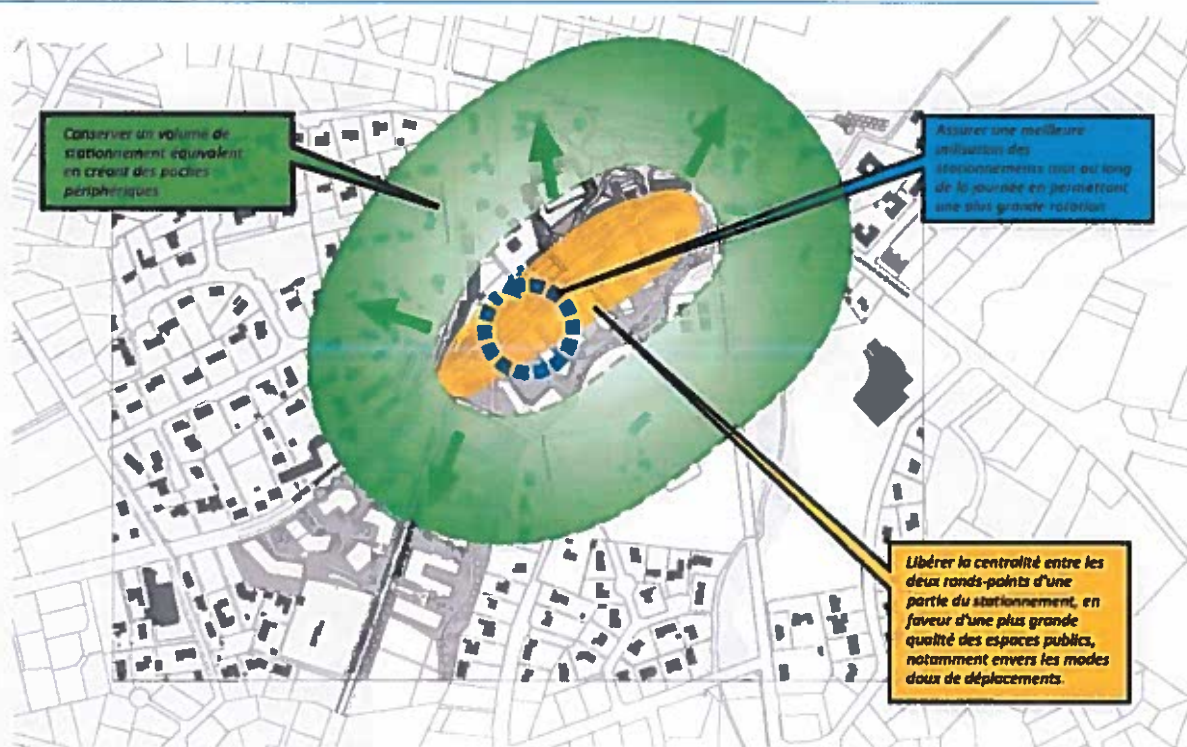 Conserver un volume de
stationnement équivalent
en créant des poches
périphériques
Assurer une meilleure
utilisation des
stationnements tout au long
de la journée en permettant
une plus grande rotation
Libérer la centralité entre les
deux ronds-points d'une
partie du stationnement, en
faveur d'une plus grande
qualité des espaces publics,
notamment envers les modes
doux de déplacements.